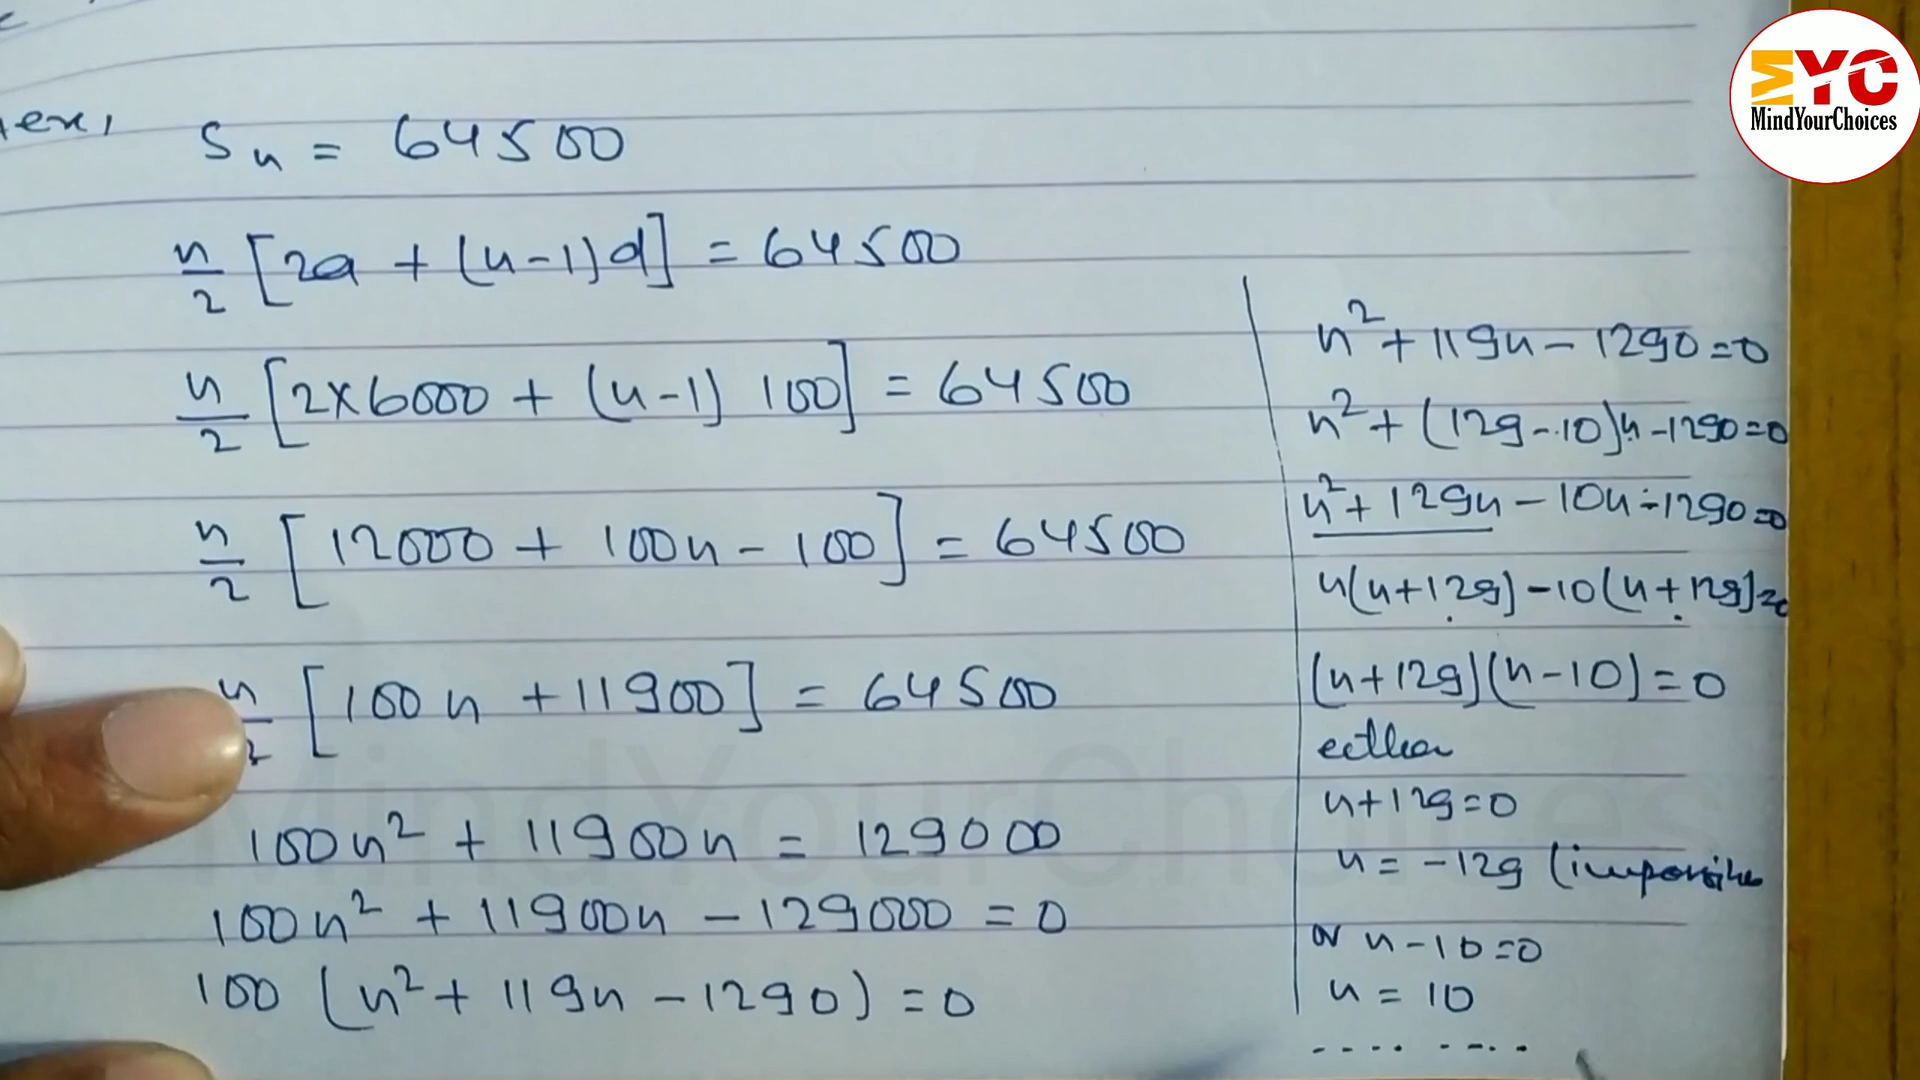 MYC
MindYourChoices
Sn = 64500
n/2 [2a + (n-1)d] = 64500
n/2 [2×6000 + (n-1) 100] = 64500
n/2 [12000 + 100n - 100] = 64500
n/2 [100n + 11900] = 64500
100n² + 11900n = 129000
100n² + 11900n - 129000 = 0
100 (n² + 119n - 1290) = 0
n² + 119n - 1290 = 0
n² + (129-10)n - 1290 = 0
n² + 129n - 10n - 1290 = 0
n(n+129) - 10(n+129) = 0
(n+129)(n-10) = 0
either
n+129=0
n = -129 (impossible
or n-10=0
n = 10
MindYourChoices